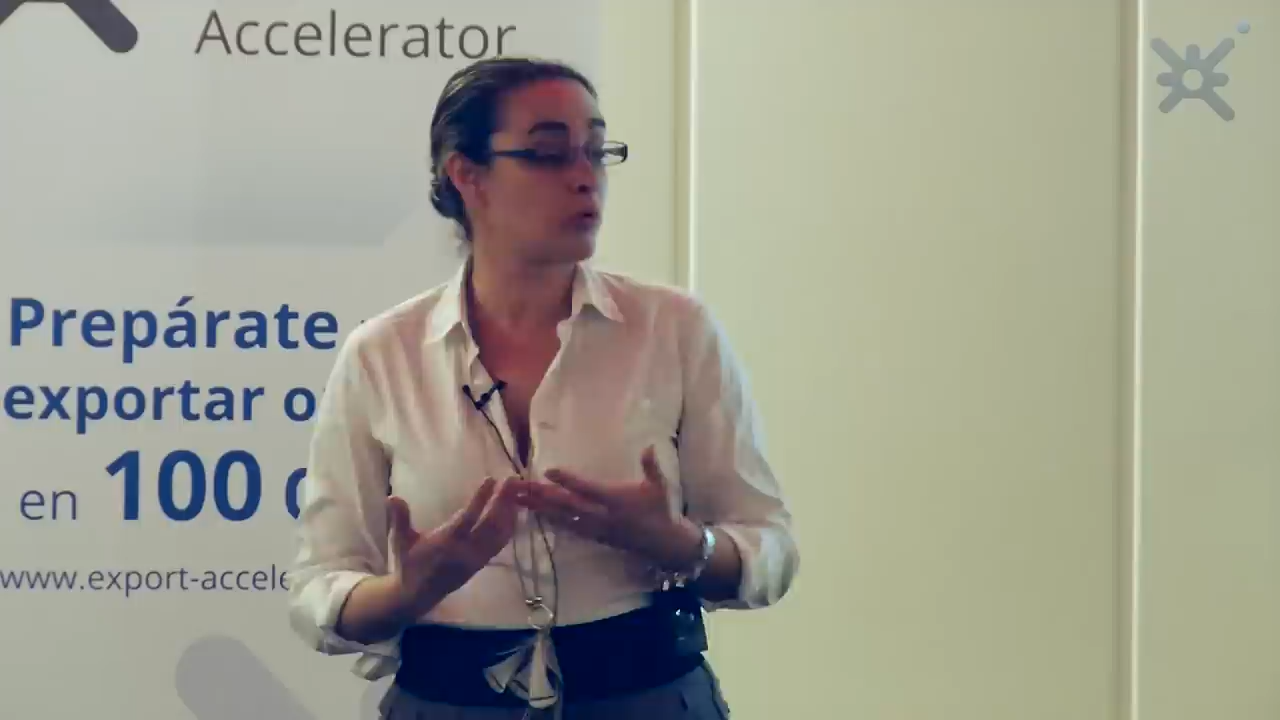 Accelerator
Prepárate
exportar
en 100
www.export-accele